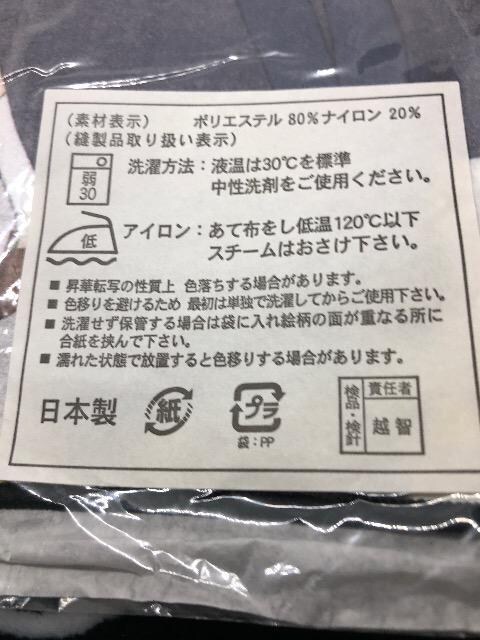 (素材表示) ポリエステル 80% ナイロン 20%
(縫製品取り扱い表示)
弱
30
洗濯方法：液温は30℃を標準
中性洗剤をご使用ください。
低
アイロン：あて布をし低温120℃以下
スチームはおさけ下さい。
■ 昇華転写の性質上 色落ちする場合があります。
■ 色移りを避けるため 最初は単独で洗濯してからご使用下さい。
■ 洗濯せず保管する場合は袋に入れ絵柄の面が重なる所に
合紙を挟んで下さい。
■ 濡れた状態で放置すると色移りする場合があります。
日本製
紙
プラ
袋：PP
検品・検針
責任者
越智